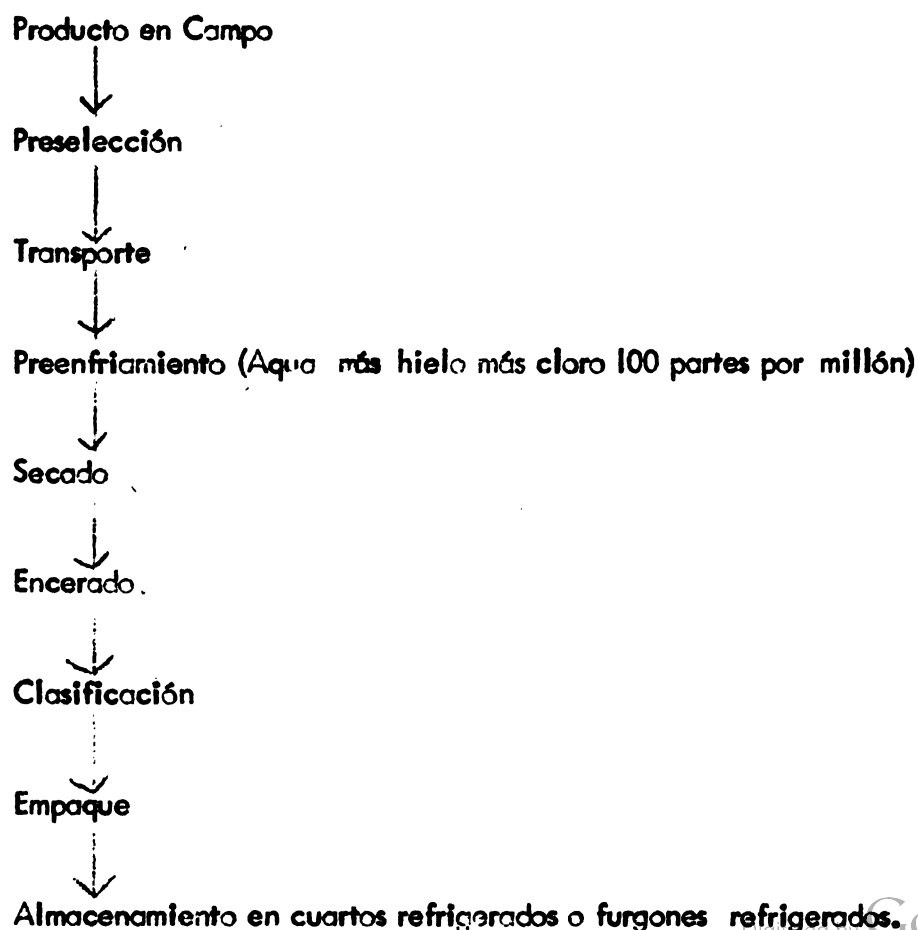 Producto en Campo
Preselección
Transporte
Preenfriamiento (Aqua más hielo más cloro 100 partes por millón)
Secado
Encerado.
Clasificación
Empaque
Almacenamiento en cuartos refrigerados o furgones refrigerados.